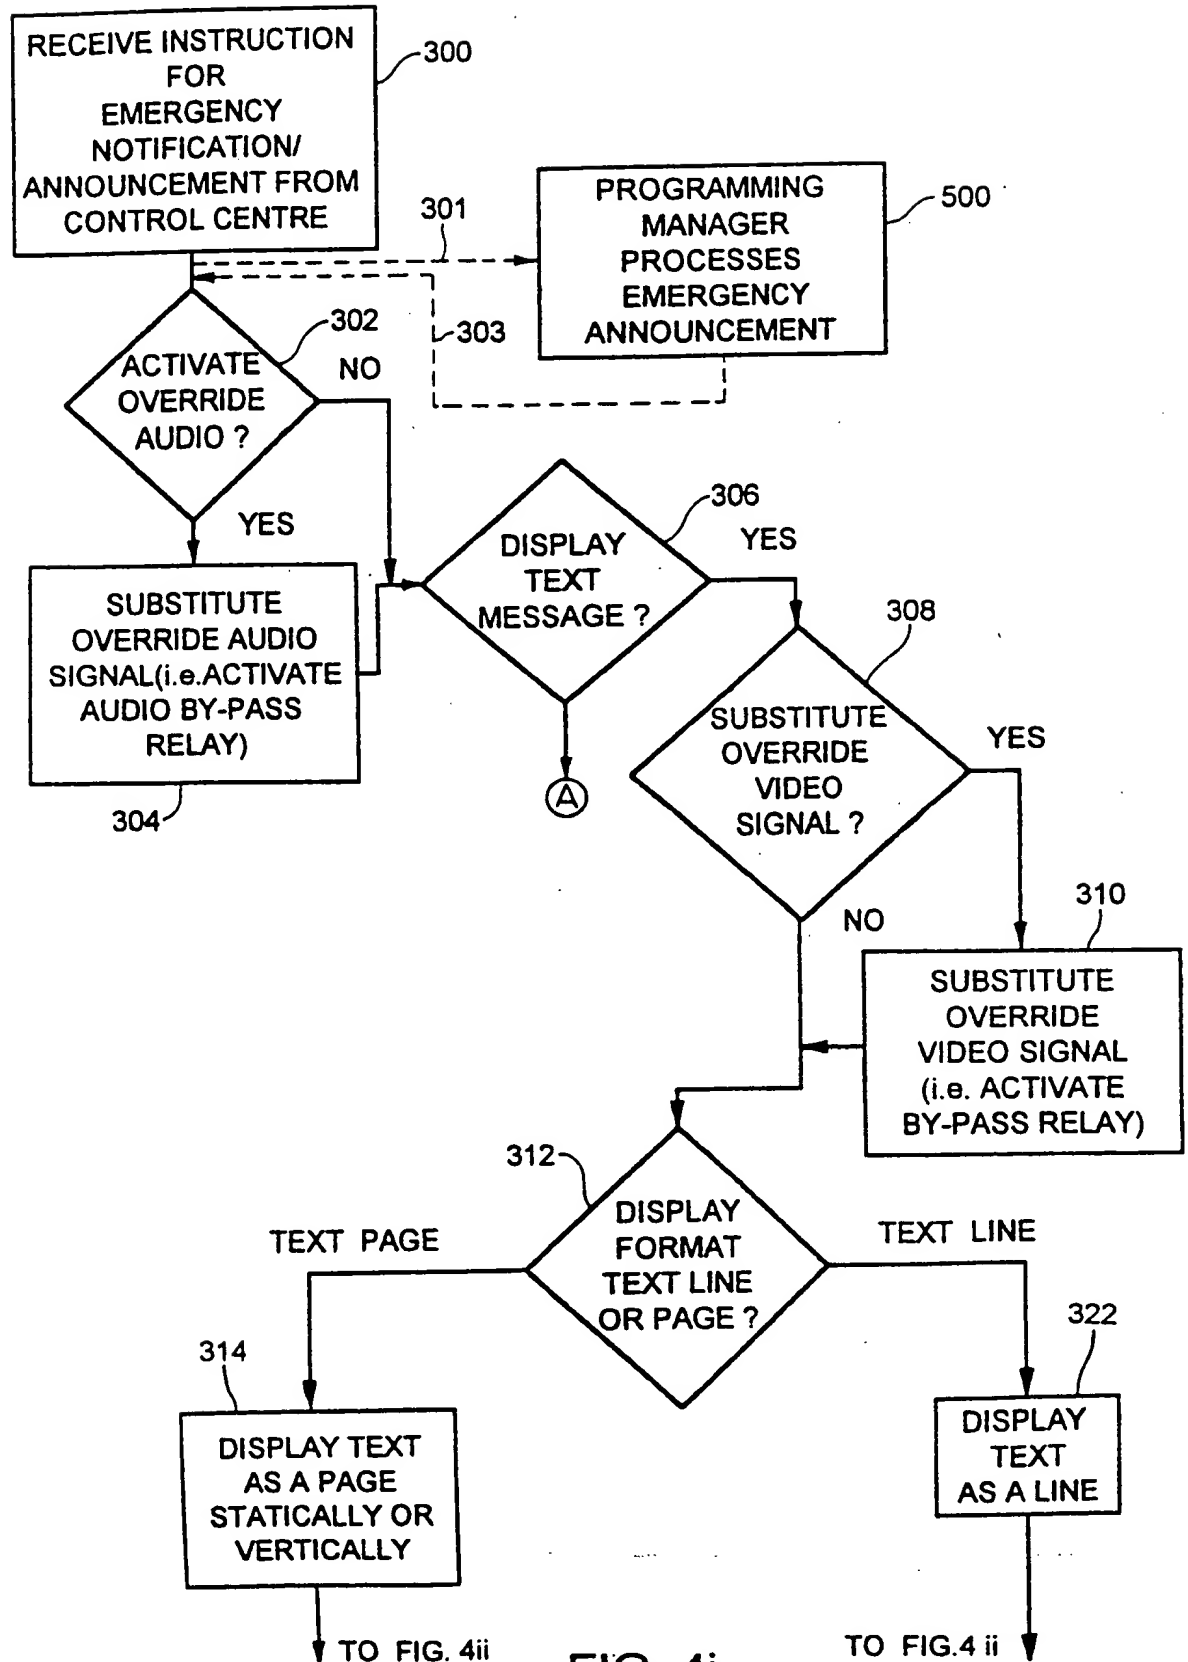 RECEIVE INSTRUCTION
FOR
EMERGENCY
NOTIFICATION/
ANNOUNCEMENT FROM
CONTROL CENTRE
300
301
PROGRAMMING
MANAGER
PROCESSES
EMERGENCY
ANNOUNCEMENT
500
303
302
ACTIVATE
OVERRIDE
AUDIO ?
NO
YES
SUBSTITUTE
OVERRIDE AUDIO
SIGNAL(i.e.ACTIVATE
AUDIO BY-PASS
RELAY)
304
306
DISPLAY
TEXT
MESSAGE ?
YES
A
308
SUBSTITUTE
OVERRIDE
VIDEO
SIGNAL ?
YES
NO
310
SUBSTITUTE
OVERRIDE
VIDEO SIGNAL
(i.e. ACTIVATE
BY-PASS RELAY)
312
DISPLAY
FORMAT
TEXT LINE
OR PAGE ?
TEXT PAGE
TEXT LINE
314
DISPLAY TEXT
AS A PAGE
STATICALLY OR
VERTICALLY
322
DISPLAY
TEXT
AS A LINE
TO FIG. 4ii
TO FIG.4 ii
FIG. 4i